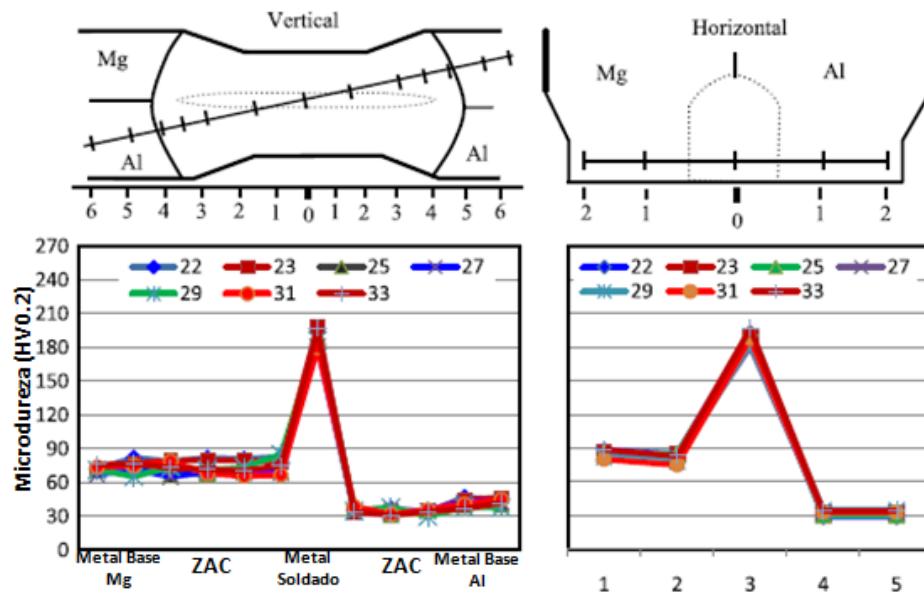 Vertical
Mg
Al
Al
6 5 4 3 2 1 0 1 2 3 4 5 6
Horizontal
Mg Al
2 1 0 1 2
Microdureza (HV0.2)
270
240
210
180
150
120
90
60
30
0
22 23 25 27
29 31 33
Metal Base Mg
ZAC
Metal Soldado
ZAC
Metal Base Al
22 23 25 27
29 31 33
1 2 3 4 5